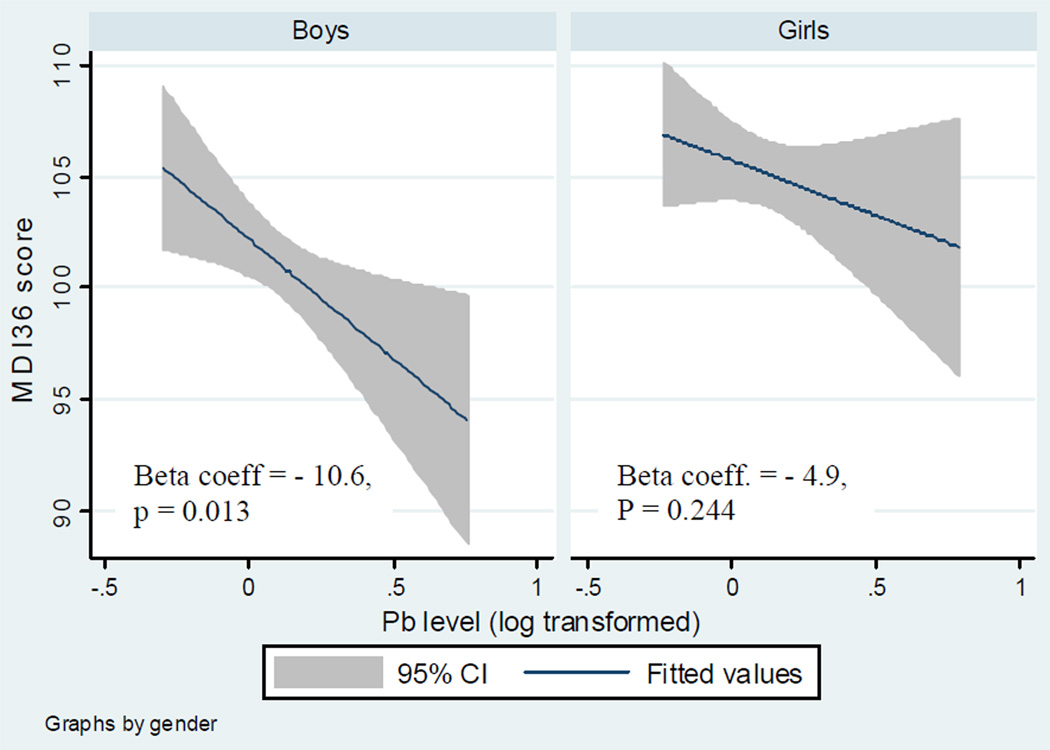 Boys
Girls
MDI36 score
110
105
100
95
90
Beta coeff = - 10.6,
p = 0.013
Beta coeff. = - 4.9,
P = 0.244
-.5 0 .5 1
-.5 0 .5 1
Pb level (log transformed)
95% CI
Fitted values
Graphs by gender